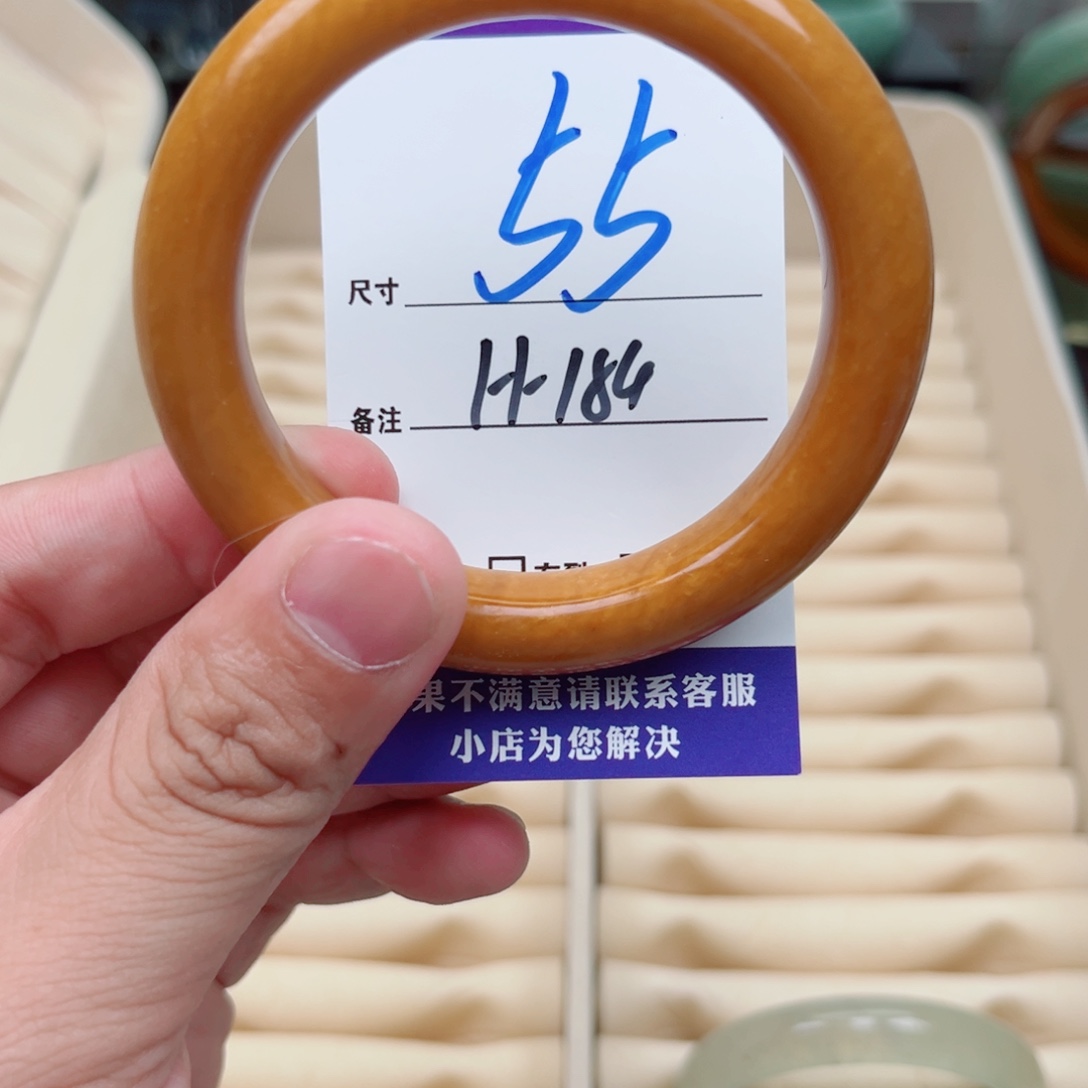 尺寸 55
备注 H-184
果不满意请联系客服
小店为您解决